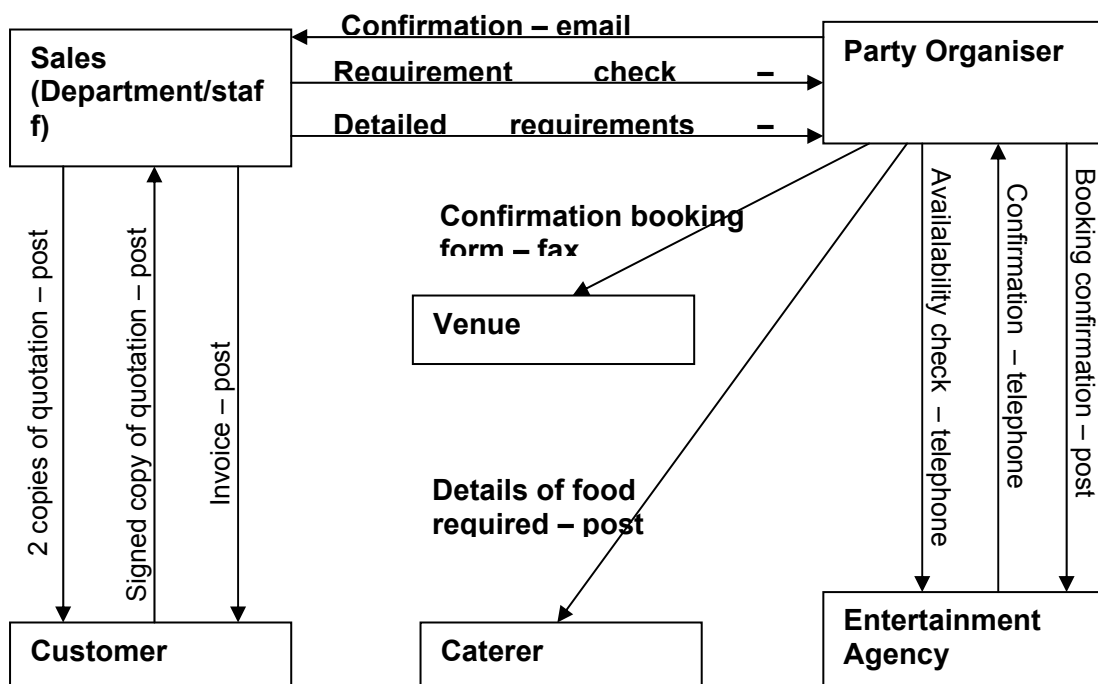 Confirmation – email
Sales
(Department/staf
f)
Party Organiser
Requirement check –
Detailed requirements –
2 copies of quotation – post
Signed copy of quotation – post
Invoice – post
Confirmation booking
form – fax
Venue
Details of food
required – post
Availalability check – telephone
Confirmation – telephone
Booking confirmation – post
Customer
Caterer
Entertainment
Agency